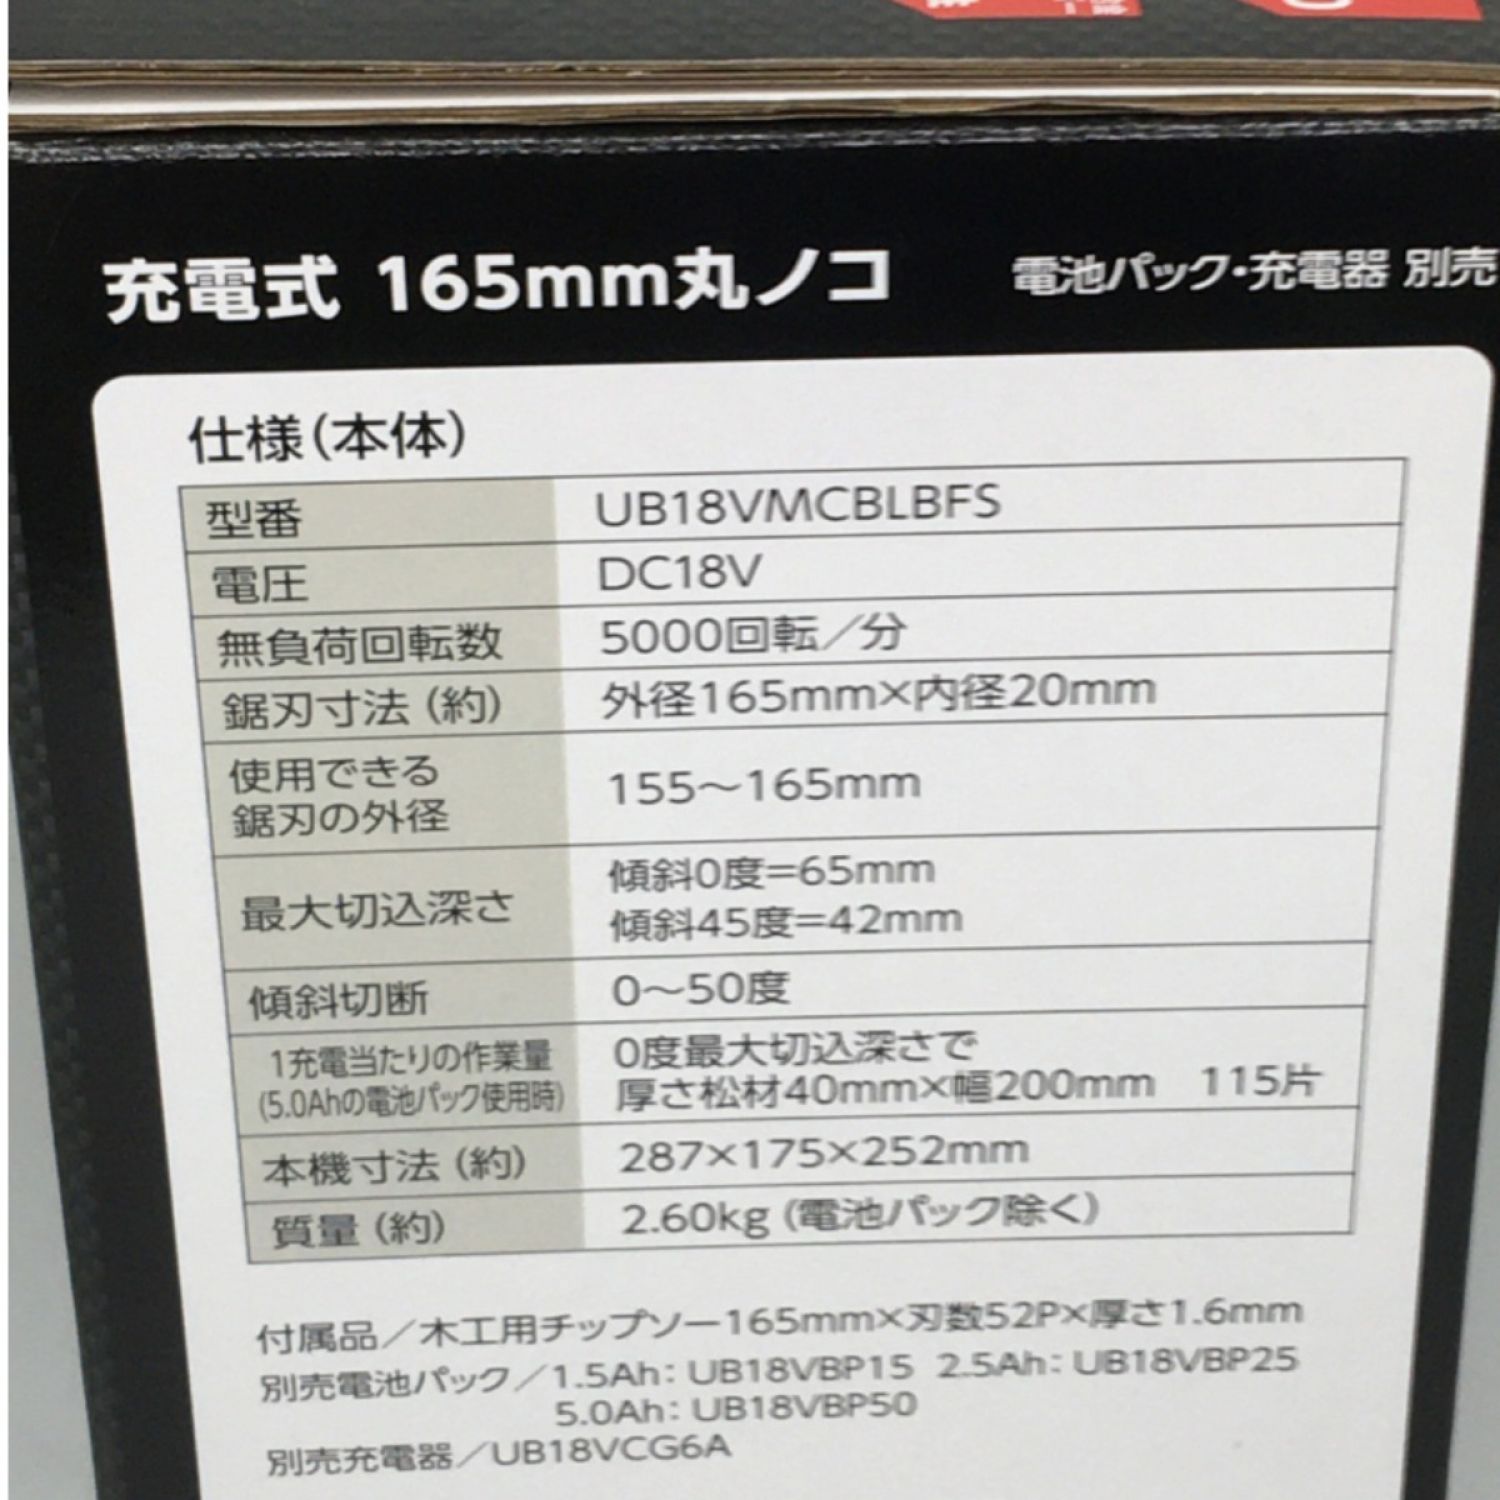 充電式 165mm丸ノコ 電池パック・充電器 別売
仕様(本体)
型番 UB18VMCBLBFS
電圧 DC18V
無負荷回転数 5000回転/分
鋸刃寸法(約) 外径165mm×内径20mm
使用できる
鋸刃の外径 155～165mm
最大切込深さ 傾斜0度=65mm
傾斜45度=42mm
傾斜切断 0～50度
1充電当たりの作業量
(5.0Ahの電池パック使用時) 0度最大切込深さで
厚さ松材40mm×幅200mm 115片
本機寸法(約) 287×175×252mm
質量(約) 2.60kg(電池パック除く)
付属品/木工用チップソー165mm×刃数52P×厚さ1.6mm
別売電池パック/1.5Ah: UB18VBP15 2.5Ah: UB18VBP25
5.0Ah: UB18VBP50
別売充電器/UB18VCG6A